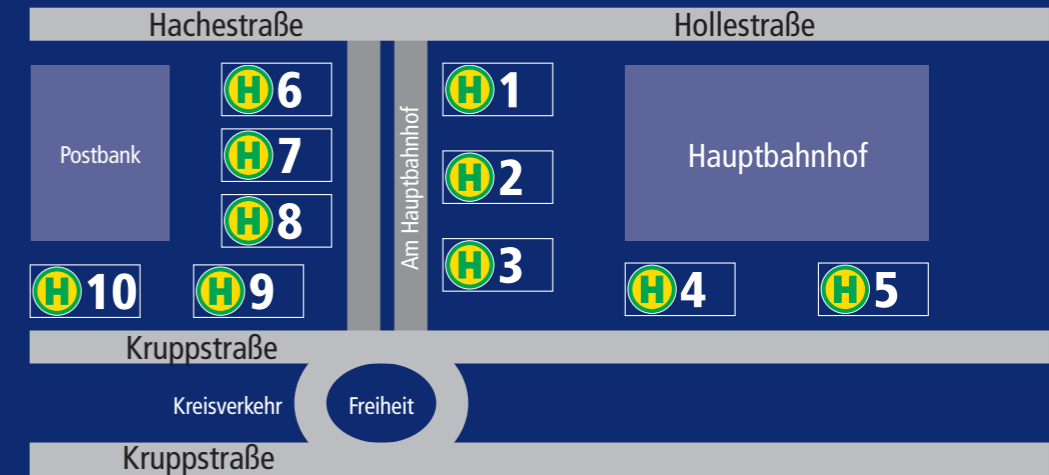 Hachestraße
Hollestraße
H 6
H 1
Postbank
H 7
Am Hauptbahnhof
H 2
Hauptbahnhof
H 8
H 3
H 10
H 9
H 4
H 5
Kruppstraße
Kreisverkehr
Freiheit
Kruppstraße